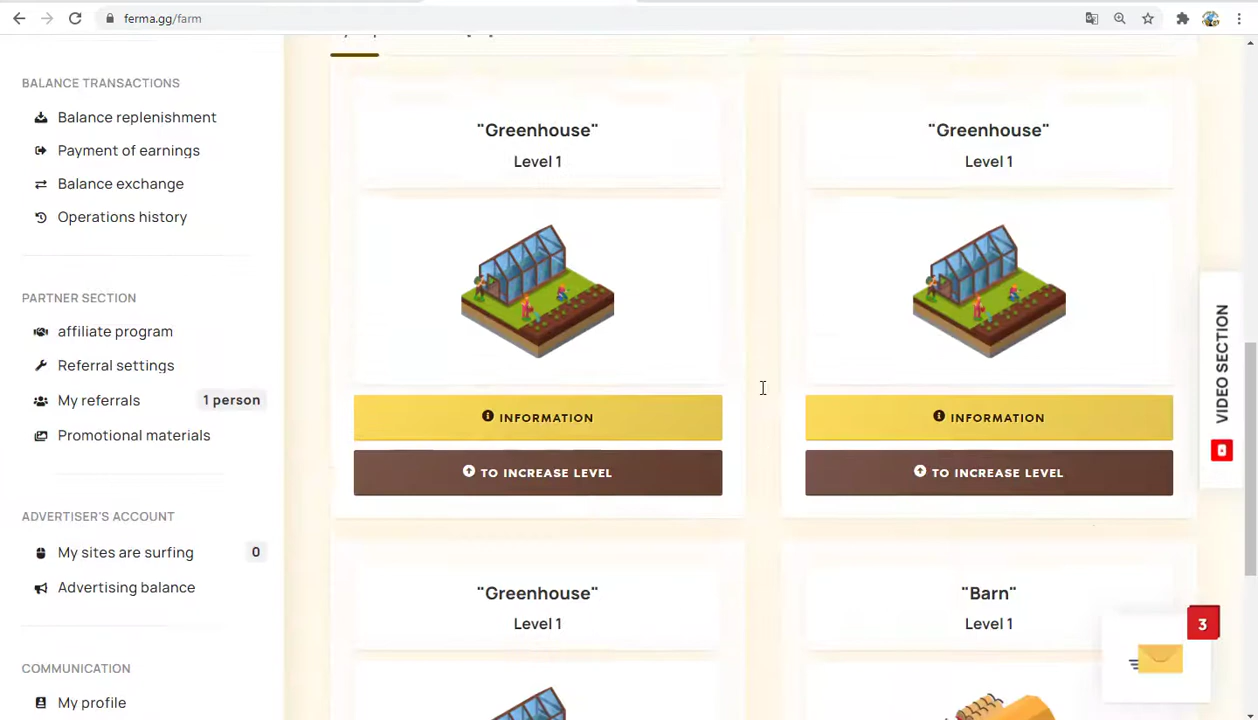 ferma.gg/farm
BALANCE TRANSACTIONS
Balance replenishment
Payment of earnings
Balance exchange
Operations history
PARTNER SECTION
affiliate program
Referral settings
My referrals 1 person
Promotional materials
ADVERTISER'S ACCOUNT
My sites are surfing 0
Advertising balance
COMMUNICATION
My profile
"Greenhouse"
Level 1
INFORMATION
TO INCREASE LEVEL
"Greenhouse"
Level 1
INFORMATION
TO INCREASE LEVEL
"Greenhouse"
Level 1
"Barn"
Level 1
VIDEO SECTION
3